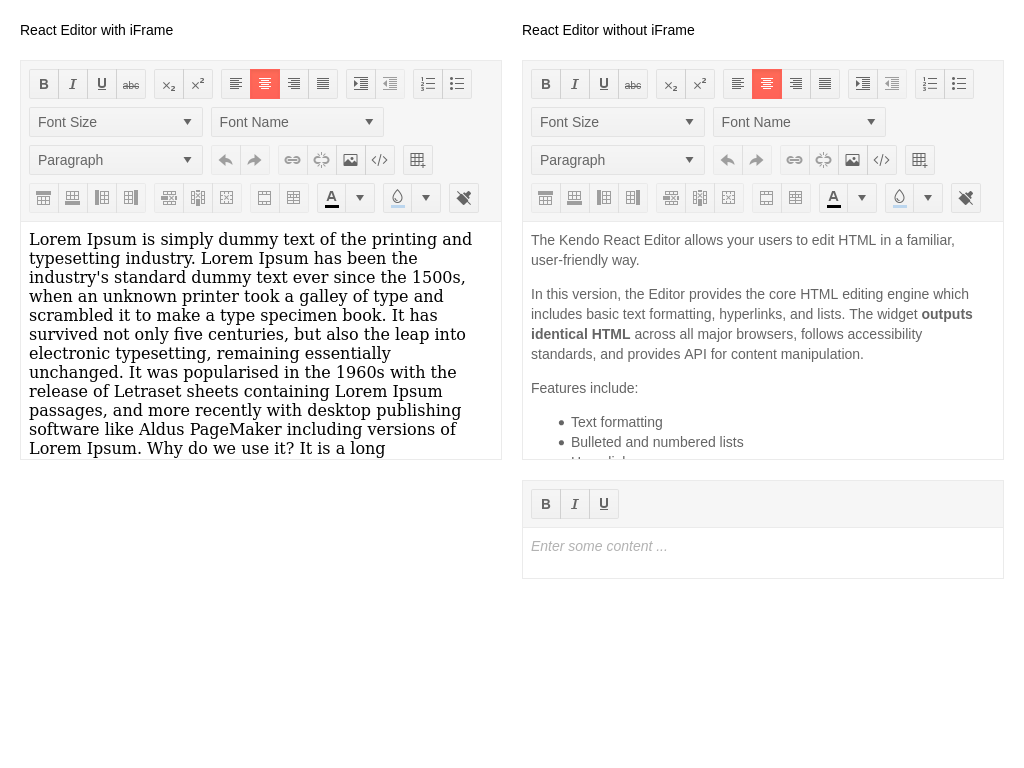 React Editor with iFrame
B I U abc x₂ x²
Font Size Font Name
Paragraph
A
Lorem Ipsum is simply dummy text of the printing and
typesetting industry. Lorem Ipsum has been the
industry's standard dummy text ever since the 1500s,
when an unknown printer took a galley of type and
scrambled it to make a type specimen book. It has
survived not only five centuries, but also the leap into
electronic typesetting, remaining essentially
unchanged. It was popularised in the 1960s with the
release of Letraset sheets containing Lorem Ipsum
passages, and more recently with desktop publishing
software like Aldus PageMaker including versions of
Lorem Ipsum. Why do we use it? It is a long
React Editor without iFrame
B I U abc x₂ x²
Font Size Font Name
Paragraph
A
The Kendo React Editor allows your users to edit HTML in a familiar,
user-friendly way.
In this version, the Editor provides the core HTML editing engine which
includes basic text formatting, hyperlinks, and lists. The widget outputs
identical HTML across all major browsers, follows accessibility
standards, and provides API for content manipulation.
Features include:
Text formatting
Bulleted and numbered lists
B I U
Enter some content ...